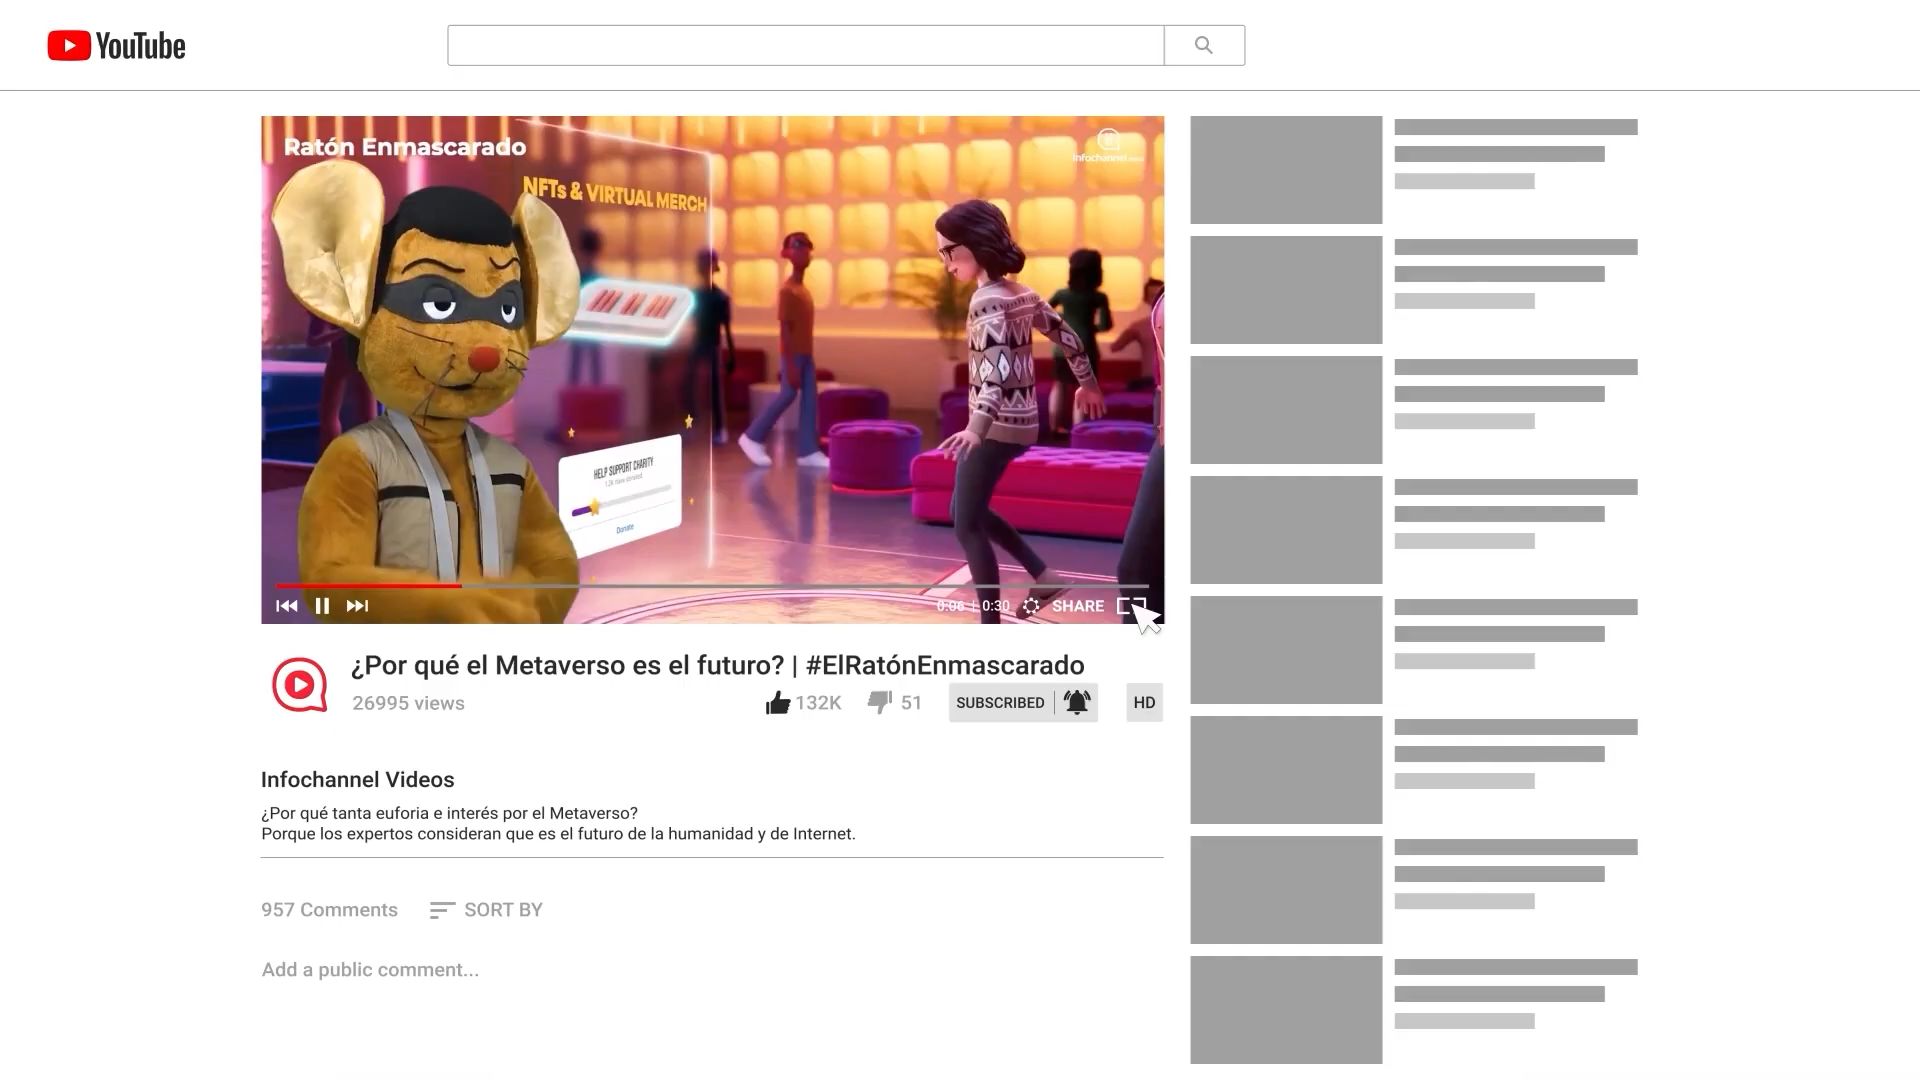 YouTube
Ratón Enmascarado
Infochannel
NFTs & VIRTUAL MERCH
HELP SUPPORT CHARITY
Donate
0:06 | 0:30
SHARE
¿Por qué el Metaverso es el futuro? | #ElRatónEnmascarado
26995 views
132K
51
SUBSCRIBED
HD
Infochannel Videos
¿Por qué tanta euforia e interés por el Metaverso?
Porque los expertos consideran que es el futuro de la humanidad y de Internet.
957 Comments
SORT BY
Add a public comment...